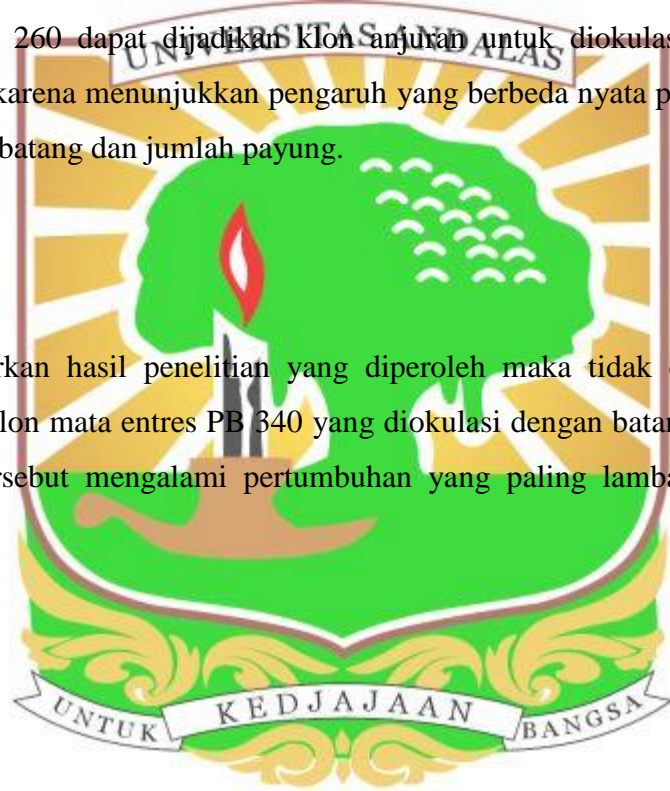 260 dapat dijadikan klon anjuran untuk diokulas
UNIVERSITAS ANDALAS
karena menunjukkan pengaruh yang berbeda nyata p
batang dan jumlah payung.
rkan hasil penelitian yang diperoleh maka tidak
lon mata entres PB 340 yang diokulasi dengan batan
rsebut mengalami pertumbuhan yang paling lamba
UNTUK KEDJAJAAN BANGSA